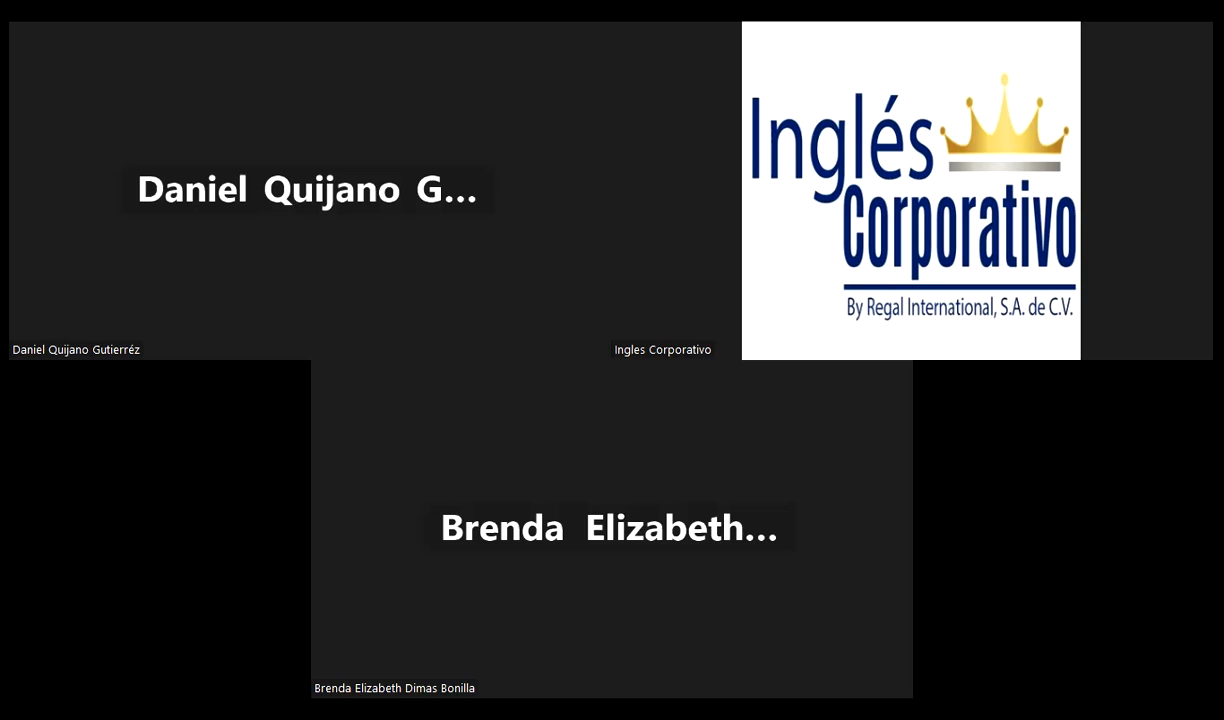 Daniel Quijano G...
Daniel Quijano Gutierréz
Inglés
Corporativo
By Regal International, S.A. de C.V.
Ingles Corporativo
Brenda Elizabeth...
Brenda Elizabeth Dimas Bonilla